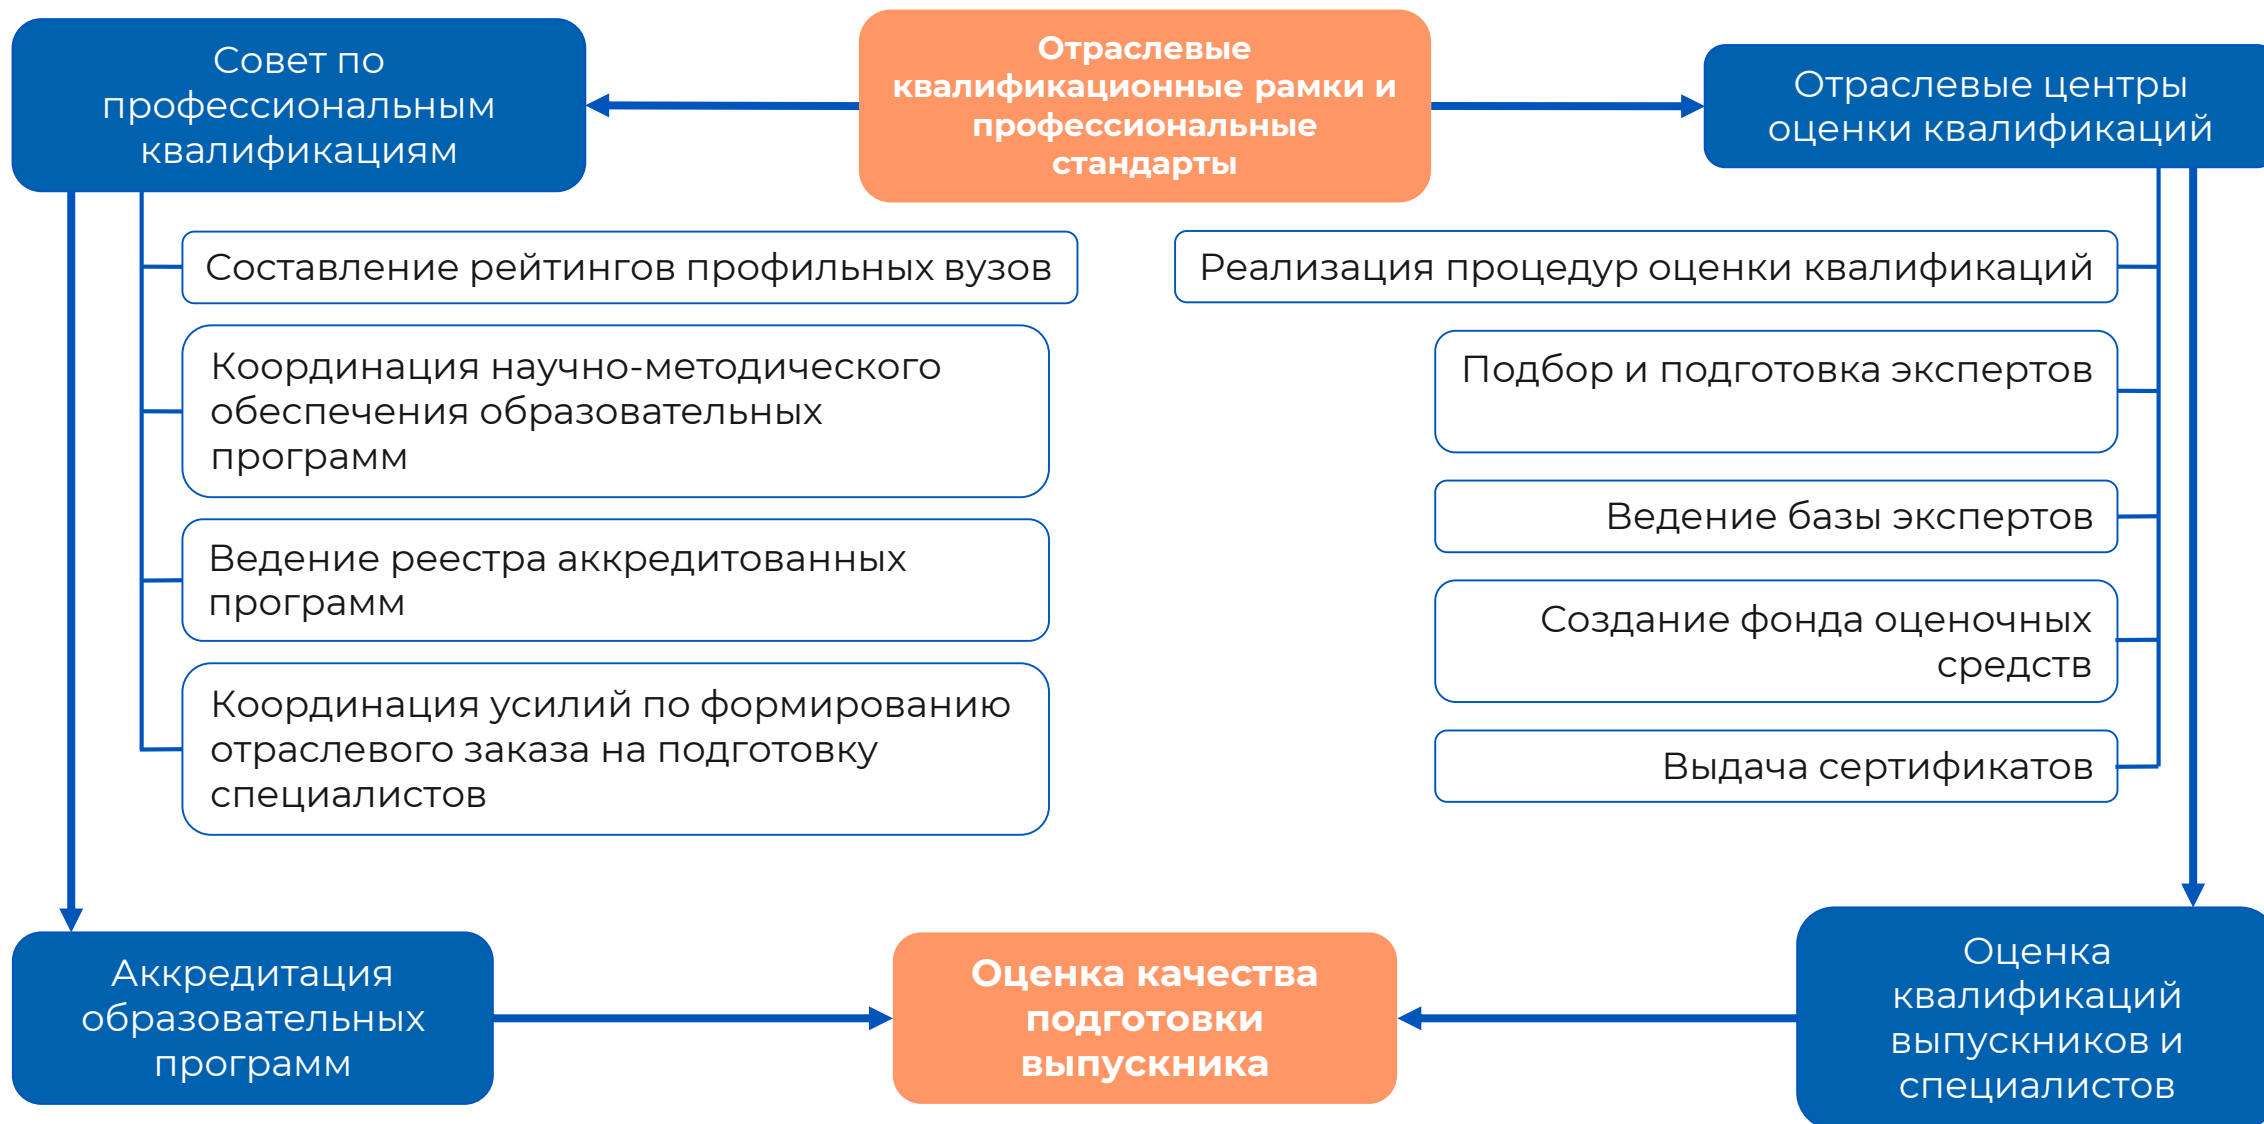 Совет по
профессиональным
квалификациям
Отраслевые
квалификационные рамки и
профессиональные
стандарты
Отраслевые центры
оценки квалификаций
Составление рейтингов профильных вузов
Координация научно-методического
обеспечения образовательных
программ
Ведение реестра аккредитованных
программ
Координация усилий по формированию
отраслевого заказа на подготовку
специалистов
Реализация процедур оценки квалификаций
Подбор и подготовка экспертов
Ведение базы экспертов
Создание фонда оценочных
средств
Выдача сертификатов
Аккредитация
образовательных
программ
Оценка качества
подготовки
выпускника
Оценка
квалификаций
выпускников и
специалистов